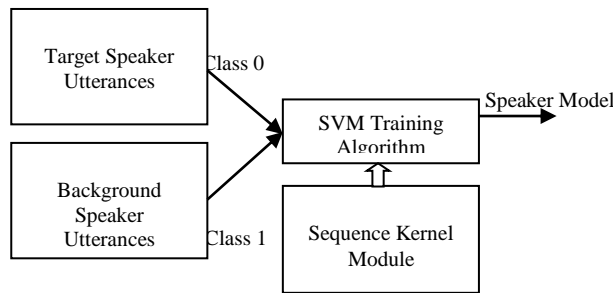 Target Speaker
Utterances
Class 0
Speaker Model
SVM Training
Algorithm
Background
Speaker
Utterances
Class 1
Sequence Kernel
Module